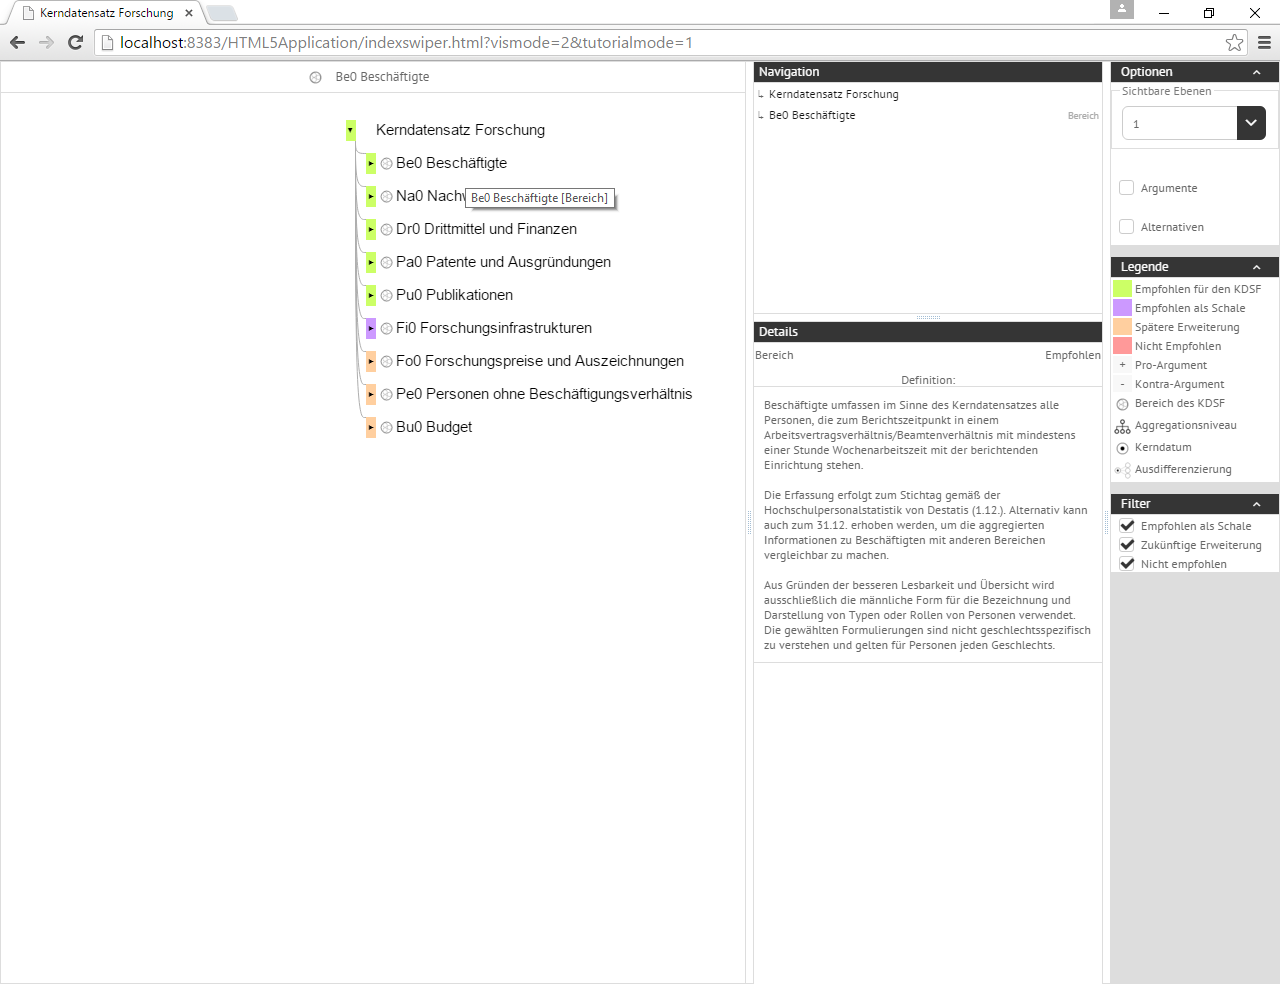 Kerndatensatz Forschung
localhost:8383/HTML5Application/indexswiper.html?vismode=2&tutorialmode=1
Be0 Beschäftigte
Kerndatensatz Forschung
Be0 Beschäftigte
Na0 Nachw
Be0 Beschäftigte [Bereich]
Dr0 Drittmittel und Finanzen
Pa0 Patente und Ausgründungen
Pu0 Publikationen
Fi0 Forschungsinfrastrukturen
Fo0 Forschungspreise und Auszeichnungen
Pe0 Personen ohne Beschäftigungsverhältnis
Bu0 Budget
Navigation
Kerndatensatz Forschung
Be0 Beschäftigte Bereich
Details
Bereich Empfohlen
Definition:
Beschäftigte umfassen im Sinne des Kerndatensatzes alle
Personen, die zum Berichtszeitpunkt in einem
Arbeitsvertragsverhältnis/Beamtenverhältnis mit mindestens
einer Stunde Wochenarbeitszeit mit der berichtenden
Einrichtung stehen.
Die Erfassung erfolgt zum Stichtag gemäß der
Hochschulpersonalstatistik von Destatis (1.12.). Alternativ kann
auch zum 31.12. erhoben werden, um die aggregierten
Informationen zu Beschäftigten mit anderen Bereichen
vergleichbar zu machen.
Aus Gründen der besseren Lesbarkeit und Übersicht wird
ausschließlich die männliche Form für die Bezeichnung und
Darstellung von Typen oder Rollen von Personen verwendet.
Die gewählten Formulierungen sind nicht geschlechtsspezifisch
zu verstehen und gelten für Personen jeden Geschlechts.
Optionen
Sichtbare Ebenen
1
Argumente
Alternativen
Legende
Empfohlen für den KDSF
Empfohlen als Schale
Spätere Erweiterung
Nicht Empfohlen
+ Pro-Argument
- Kontra-Argument
Bereich des KDSF
Aggregationsniveau
Kerndatum
Ausdifferenzierung
Filter
Empfohlen als Schale
Zukünftige Erweiterung
Nicht empfohlen